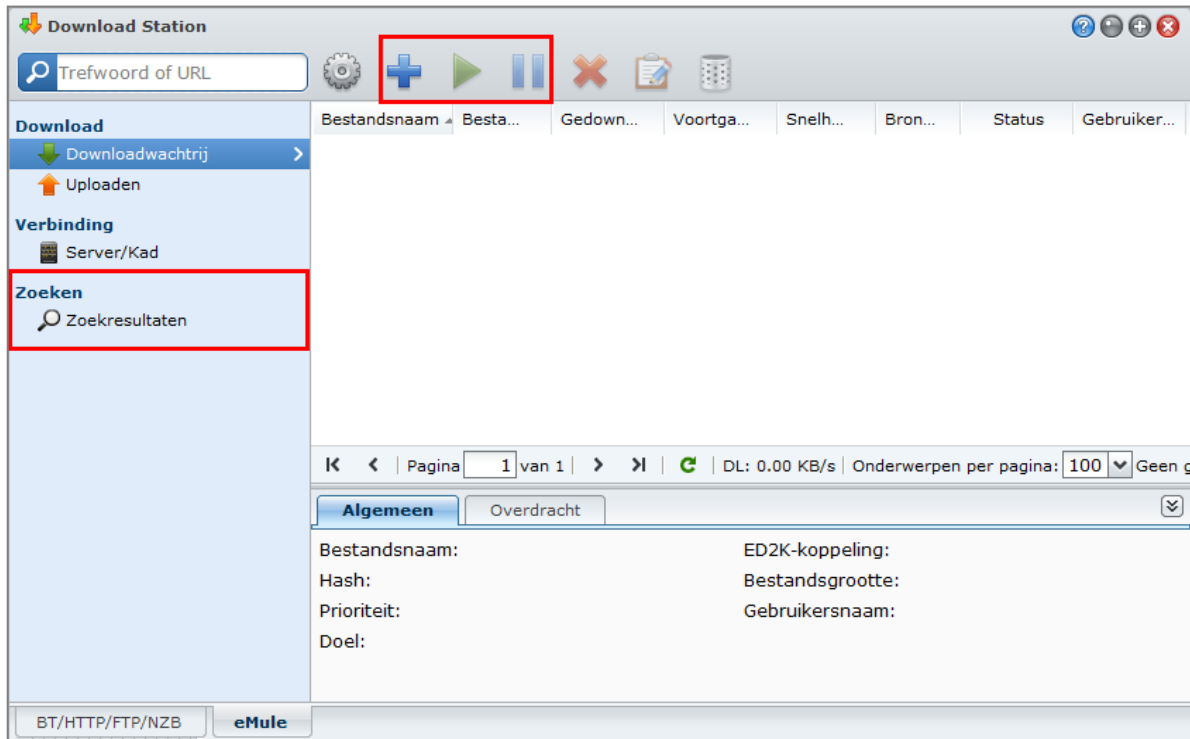 Download Station
Trefwoord of URL
Download
Downloadwachtrij
Uploaden
Verbinding
Server/Kad
Zoeken
Zoekresultaten
Bestandsnaam Besta... Gedown... Voortga... Snelh... Bron... Status Gebruiker...
Pagina 1 van 1 DL: 0.00 KB/s Onderwerpen per pagina: 100 Geen g
Algemeen Overdracht
Bestandsnaam: ED2K-koppeling:
Hash: Bestandsgrootte:
Prioriteit: Gebruikersnaam:
Doel:
BT/HTTP/FTP/NZB eMule